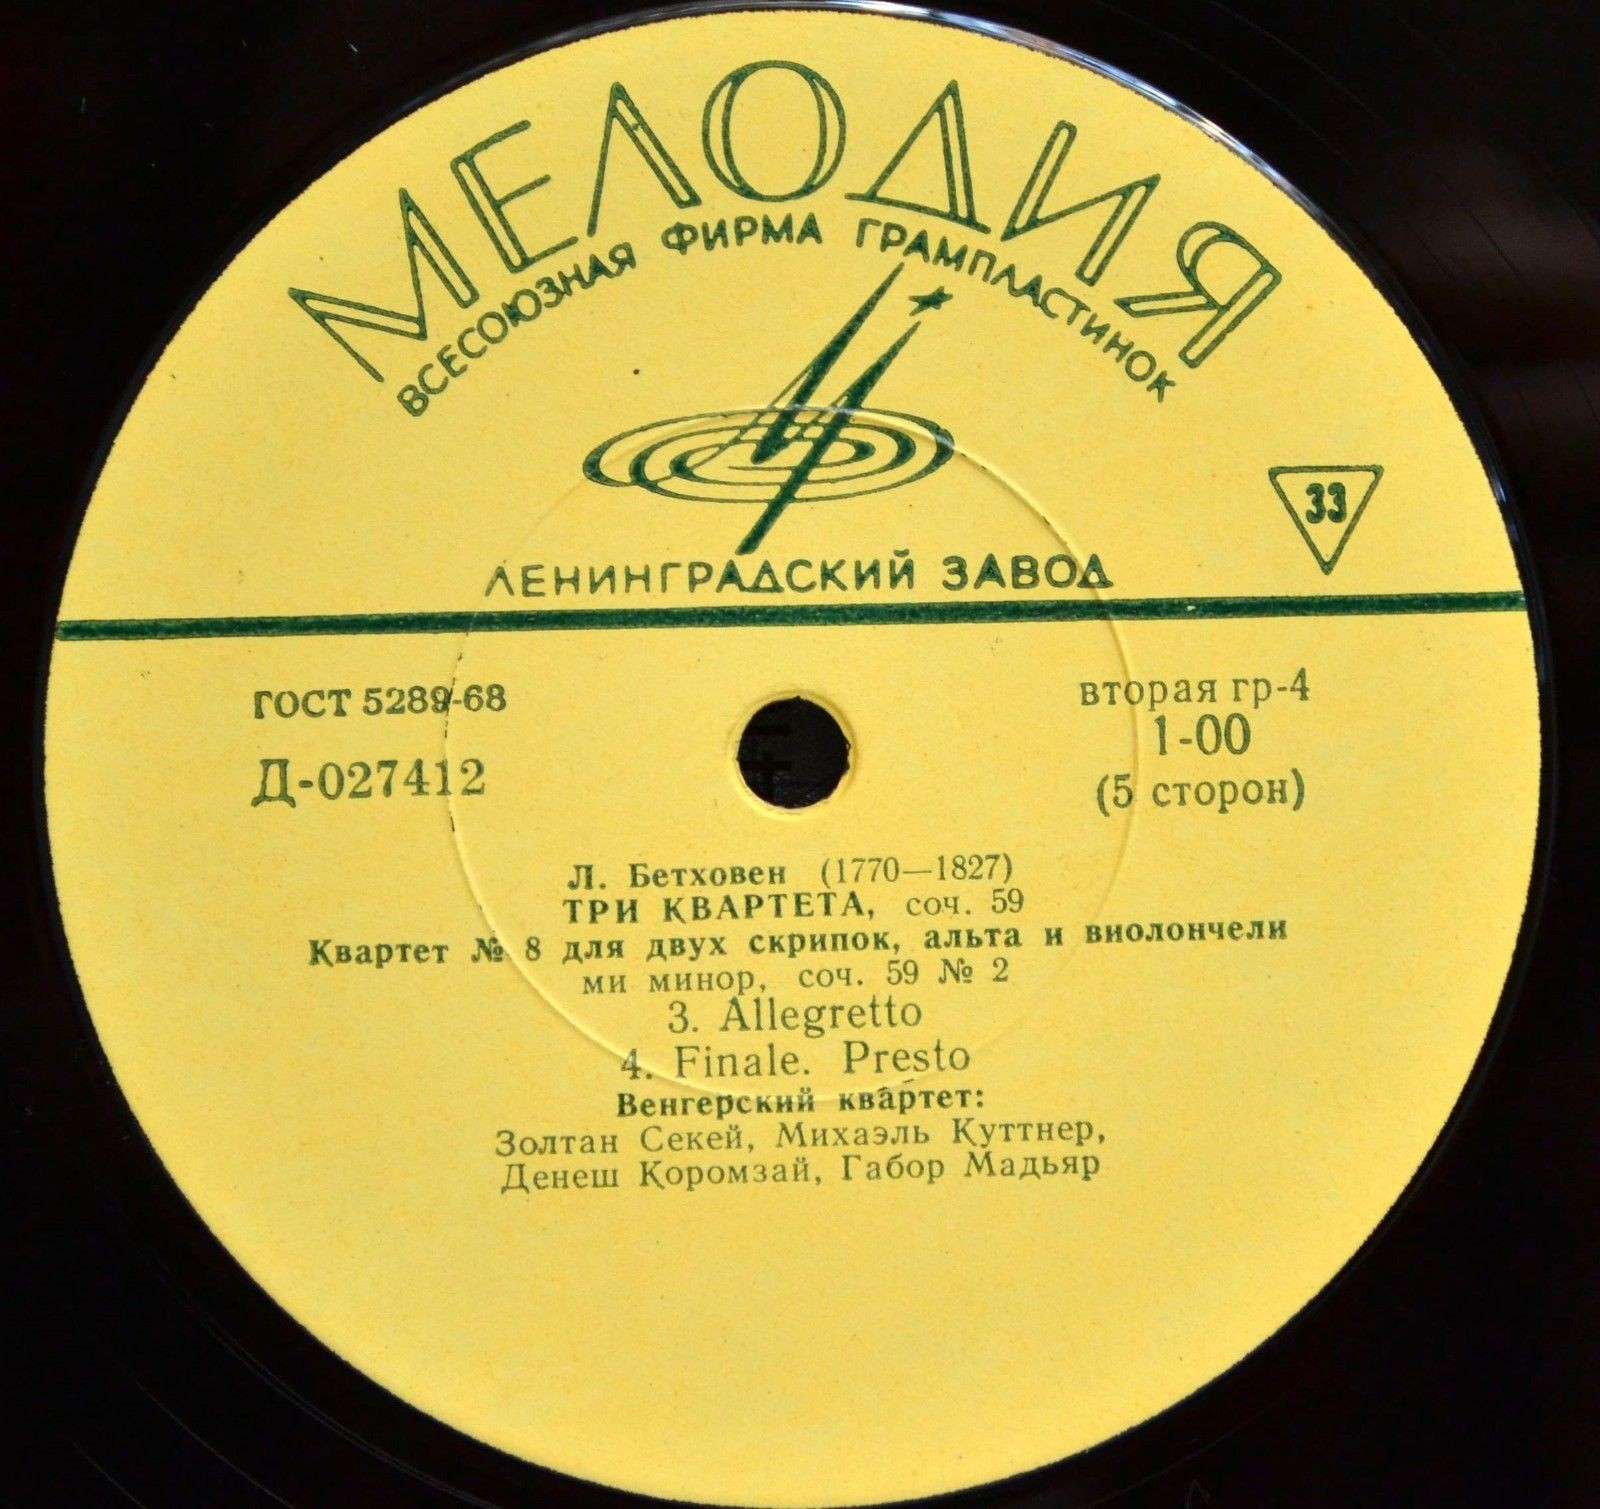 МЕЛОДИЯ
ВСЕСОЮЗНАЯ ФИРМА ГРАМПЛАСТИНОК
33
ЛЕНИНГРАДСКИЙ ЗАВОД
ГОСТ 5289-68
вторая гр-4
Д-027412
1-00
(5 сторон)
Л. Бетховен (1770—1827)
ТРИ КВАРТЕТА, соч. 59
Квартет № 8 для двух скрипок, альта и виолончели
ми минор, соч. 59 № 2
3. Allegretto
4. Finale. Presto
Венгерский квартет:
Золтан Секей, Михаэль Куттнер,
Денеш Коромзай, Габор Мадьяр